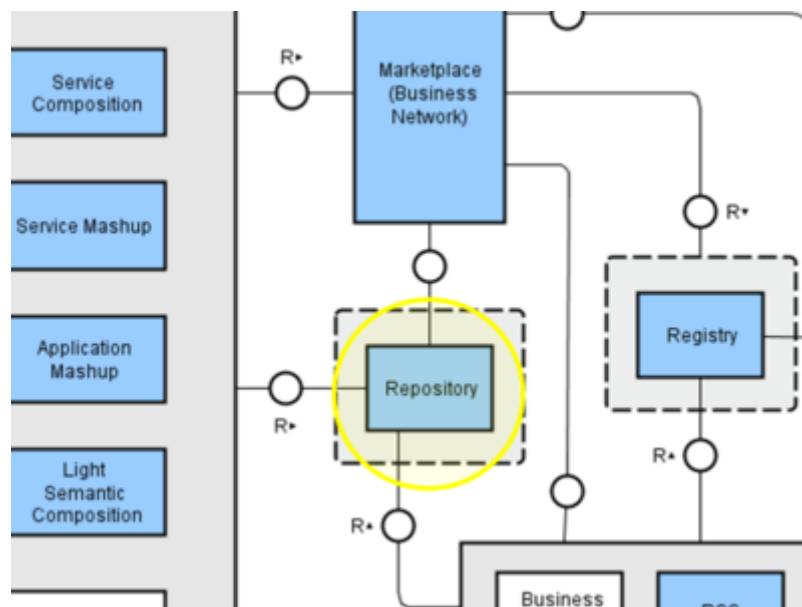 Service
Composition
Service Mashup
Application
Mashup
Light
Semantic
Composition
R▸
Marketplace
(Business
Network)
R▾
Registry
Repository
R▸
R▴
R▴
Business